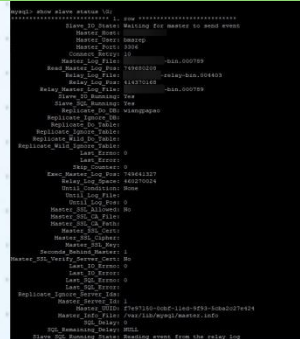 mysql> show slave status \G;
*************************** 1. row ***************************
Slave_IO_State: Waiting for master to send event
Master_Host:
Master_User:
Master_Port: 3306
Connect_Retry: 10
Master_Log_File: -bin.000789
Read_Master_Log_Pos:
Relay_Log_File: -relay-bin.004403
Relay_Log_Pos: 414370168
Relay_Master_Log_File: -bin.000789
Slave_IO_Running: Yes
Slave_SQL_Running: Yes
Replicate_Do_DB: wiangpapao
Replicate_Ignore_DB:
Replicate_Do_Table:
Replicate_Ignore_Table:
Replicate_Wild_Do_Table:
Replicate_Wild_Ignore_Table:
Last_Errno: 0
Last_Error:
Skip_Counter: 0
Exec_Master_Log_Pos: 749641327
Relay_Log_Space: 460270024
Until_Condition: None
Until_Log_File:
Until_Log_Pos: 0
Master_SSL_Allowed: No
Master_SSL_CA_File:
Master_SSL_CA_Path:
Master_SSL_Cert:
Master_SSL_Cipher:
Master_SSL_Key:
Seconds_Behind_Master: 1
Master_SSL_Verify_Server_Cert: No
Last_IO_Errno: 0
Last_IO_Error:
Last_SQL_Errno: 0
Last_SQL_Error:
Replicate_Ignore_Server_Ids:
Master_Server_Id: 1
Master_UUID:
Master_Info_File: /var/lib/mysql/master.info
SQL_Delay: 0
SQL_Remaining_Delay: NULL
Slave_SQL_Running_State: Reading event from the relay log